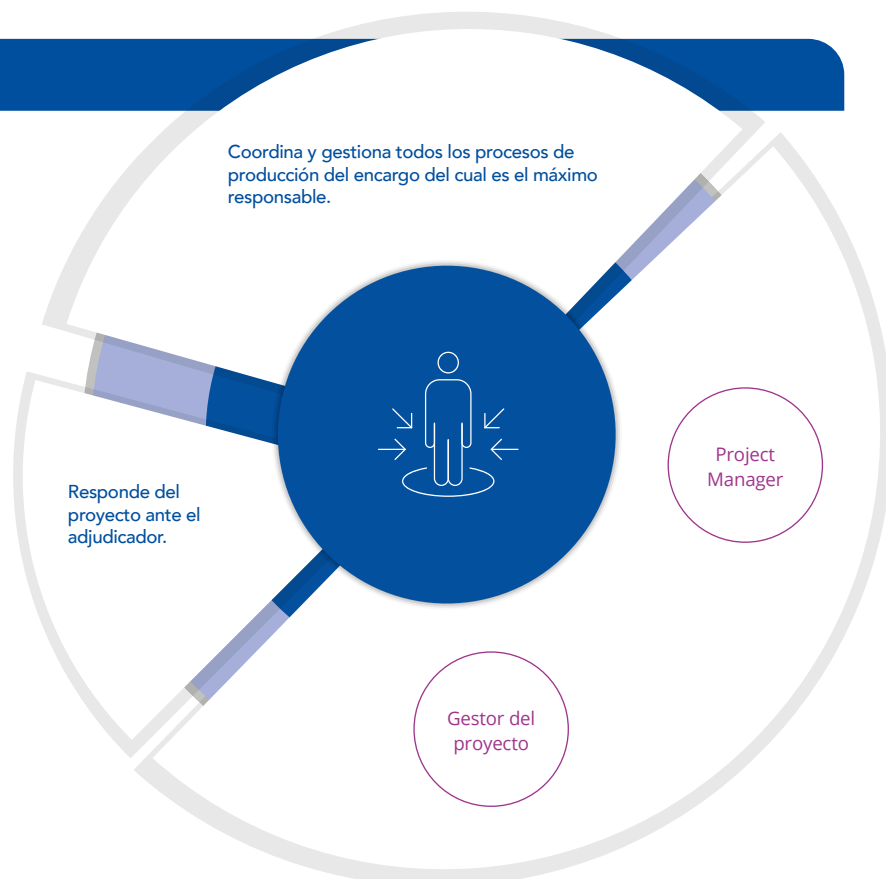 Coordina y gestiona todos los procesos de
producción del encargo del cual es el máximo
responsable.
Project
Manager
Responde del
proyecto ante el
adjudicador.
Gestor del
proyecto